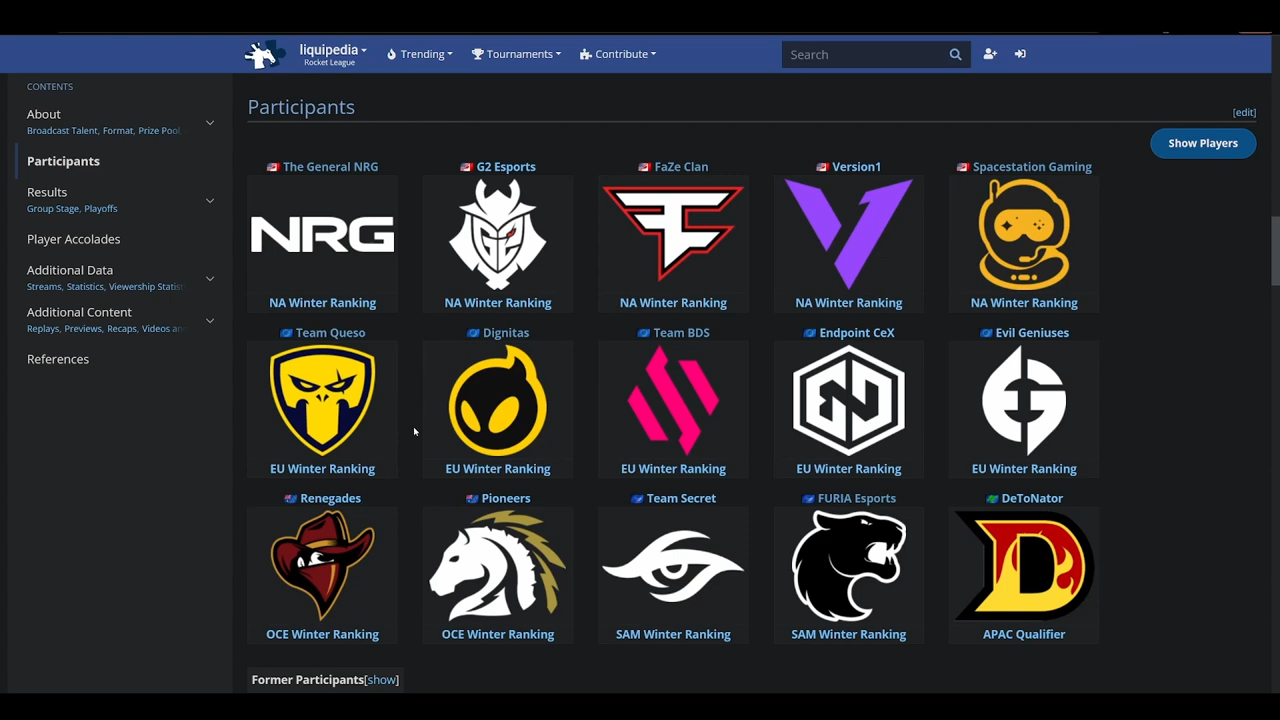 liquipedia
Rocket League
Trending
Tournaments
Contribute
Search
CONTENTS
About
Broadcast Talent, Format, Prize Pool,
Participants
Results
Group Stage, Playoffs
Player Accolades
Additional Data
Streams, Statistics, Viewership Statist
Additional Content
Replays, Previews, Recaps, Videos an
References
Participants
[edit]
Show Players
The General NRG
G2 Esports
FaZe Clan
Version1
Spacestation Gaming
NRG
G2
NA Winter Ranking
NA Winter Ranking
NA Winter Ranking
NA Winter Ranking
NA Winter Ranking
Team Queso
Dignitas
Team BDS
Endpoint CeX
Evil Geniuses
EU Winter Ranking
EU Winter Ranking
EU Winter Ranking
EU Winter Ranking
EU Winter Ranking
Renegades
Pioneers
Team Secret
FURIA Esports
DeToNator
D
OCE Winter Ranking
OCE Winter Ranking
SAM Winter Ranking
SAM Winter Ranking
APAC Qualifier
Former Participants[show]